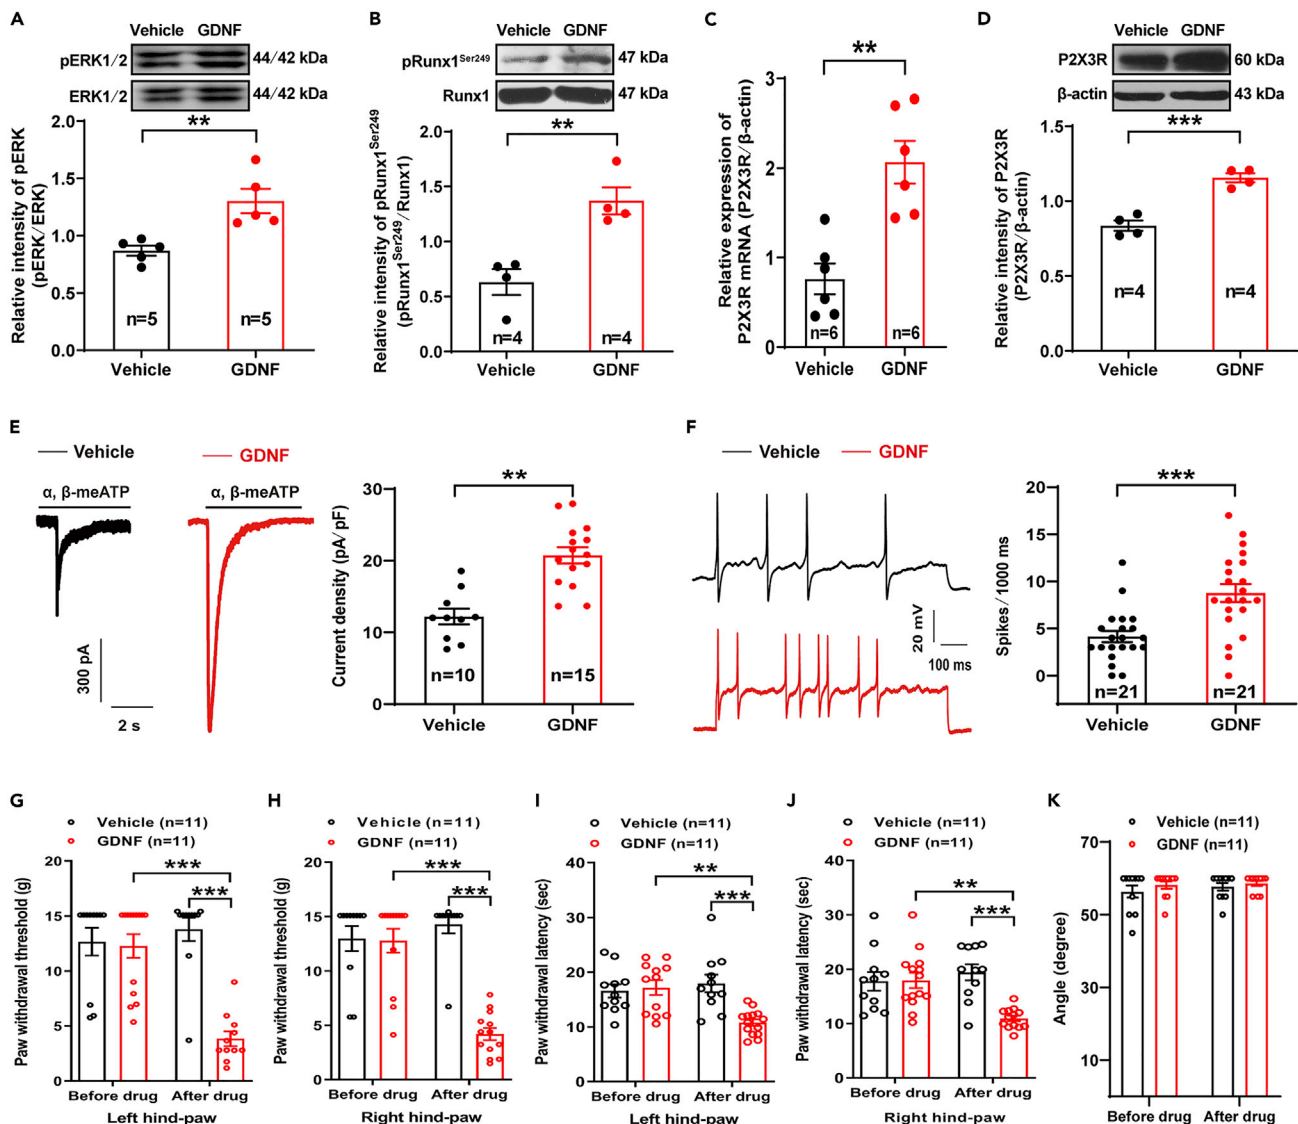 A
Vehicle GDNF
pERK1/2 44/42 kDa
ERK1/2 44/42 kDa
Relative intensity of pERK
(pERK/ERK)
2.0
1.5
1.0
0.5
0.0
**
n=5 n=5
Vehicle GDNF
B
Vehicle GDNF
pRunx1Ser249 47 kDa
Runx1 47 kDa
Relative intensity of pRunx1Ser249
(pRunx1Ser249/Runx1)
2.0
1.5
1.0
0.5
0.0
**
n=4 n=4
Vehicle GDNF
C
Relative expression of
P2X3R mRNA (P2X3R/β-actin)
3
2
1
0
**
n=6 n=6
Vehicle GDNF
D
Vehicle GDNF
P2X3R 60 kDa
β-actin 43 kDa
Relative intensity of P2X3R
(P2X3R/β-actin)
1.5
1.0
0.5
0.0
***
n=4 n=4
Vehicle GDNF
E
Vehicle GDNF
α, β-meATP α, β-meATP
300 pA
2 s
Current density (pA/pF)
30
20
10
0
**
n=10 n=15
Vehicle GDNF
F
Vehicle GDNF
20 mV
100 ms
Spikes/1000 ms
20
15
10
5
0
***
n=21 n=21
Vehicle GDNF
G
Vehicle (n=11)
GDNF (n=11)
Paw withdrawal threshold (g)
20
15
10
5
0
***
***
Before drug After drug
Left hind-paw
H
Vehicle (n=11)
GDNF (n=11)
Paw withdrawal threshold (g)
20
15
10
5
0
***
***
Before drug After drug
Right hind-paw
I
Vehicle (n=11)
GDNF (n=11)
Paw withdrawal latency (sec)
40
30
20
10
0
**
***
Before drug After drug
Left hind-paw
J
Vehicle (n=11)
GDNF (n=11)
Paw withdrawal latency (sec)
40
30
20
10
0
**
***
Before drug After drug
Right hind-paw
K
Vehicle (n=11)
GDNF (n=11)
Angle (degree)
70
50
30
10
Before drug After drug